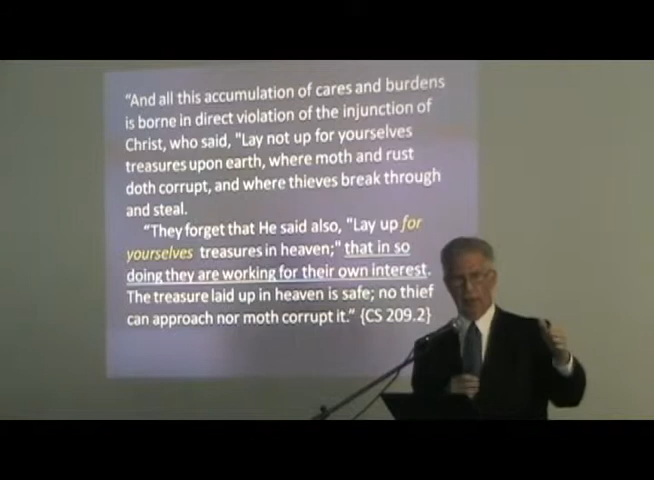 “And all this accumulation of cares and burdens
is borne in direct violation of the injunction of
Christ, who said, "Lay not up for yourselves
treasures upon earth, where moth and rust
doth corrupt, and where thieves break through
and steal.
“They forget that He said also, "Lay up for
yourselves treasures in heaven;" that in so
doing they are working for their own interest.
The treasure laid up in heaven is safe; no thief
can approach nor moth corrupt it.” {CS 209.2}